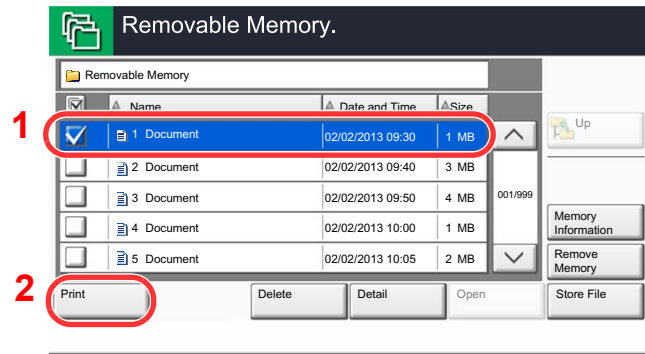 Removable Memory.
Removable Memory
Name Date and Time Size
1
1 Document 02/02/2013 09:30 1 MB
Up
2 Document 02/02/2013 09:40 3 MB
3 Document 02/02/2013 09:50 4 MB
001/999
4 Document 02/02/2013 10:00 1 MB
Memory
Information
5 Document 02/02/2013 10:05 2 MB
Remove
Memory
2
Print Delete Detail Open Store File